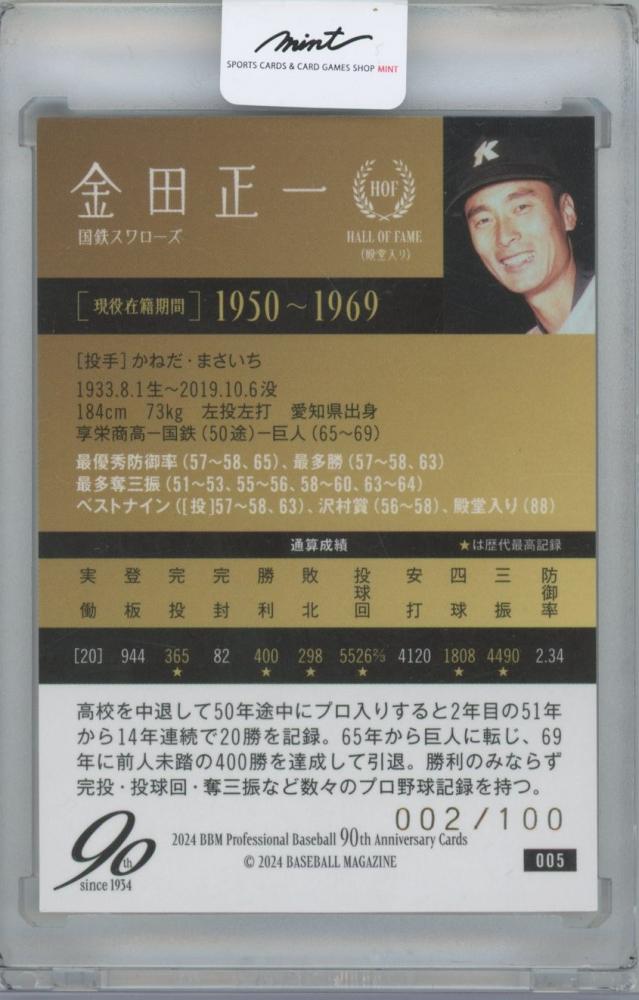 mint
SPORTS CARDS & CARD GAMES SHOP MINT
金田正一
国鉄スワローズ
HOF
HALL OF FAME
(殿堂入り)
K
[現役在籍期間] 1950〜1969
[投手]かねだ・まさいち
1933.8.1生〜2019.10.6没
184cm 73kg 左投左打 愛知県出身
享栄商高ー国鉄(50途)ー巨人(65〜69)
最優秀防御率(57〜58、65)、最多勝(57〜58、63)
最多奪三振(51〜53、55〜56、58〜60、63〜64)
ベストナイン([投]57〜58、63)、沢村賞(56〜58)、殿堂入り(88)
通算成績 ★は歴代最高記録
実働 登板 完投 完封 勝利 敗北 投球回 安打 四球 三振 防御率
[20] 944 365 82 400 298 5526⅔ 4120 1808 4490 2.34
★ ★ ★ ★ ★ ★
高校を中退して50年途中にプロ入りすると2年目の51年
から14年連続で20勝を記録。65年から巨人に転じ、69
年に前人未踏の400勝を達成して引退。勝利のみならず
完投・投球回・奪三振など数々のプロ野球記録を持つ。
002/100
90th
since 1934
2024 BBM Professional Baseball 90th Anniversary Cards
© 2024 BASEBALL MAGAZINE
005